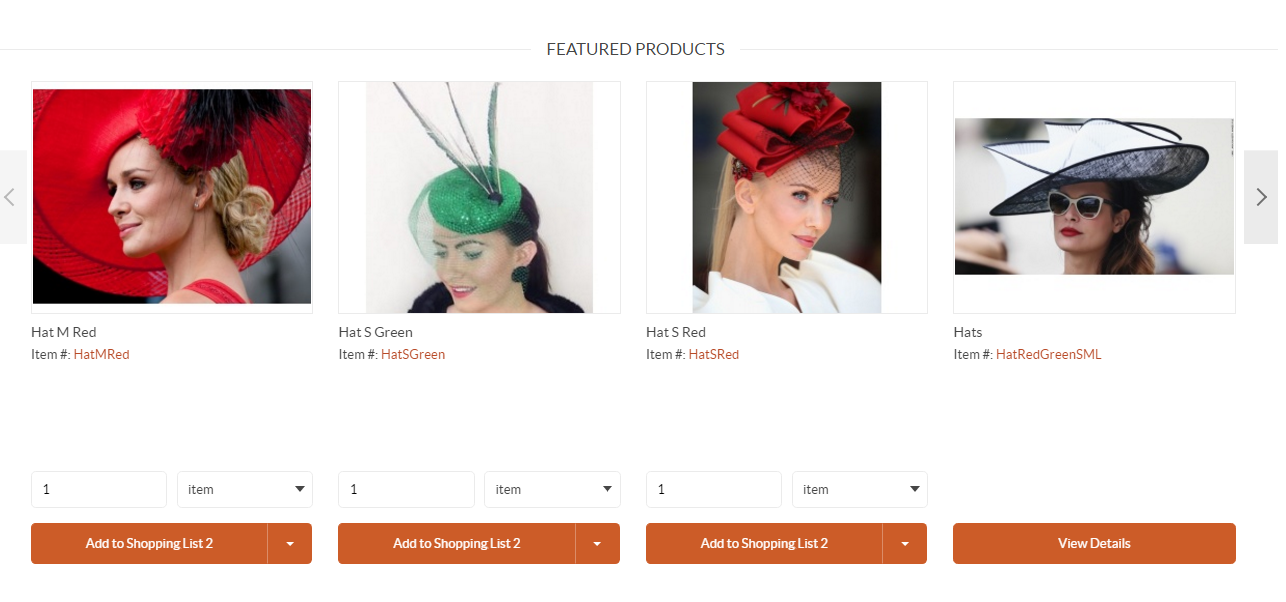 FEATURED PRODUCTS
Hat M Red
Item #: HatMRed
1
item
Add to Shopping List 2
Hat S Green
Item #: HatSGreen
1
item
Add to Shopping List 2
Hat S Red
Item #: HatSRed
1
item
Add to Shopping List 2
Hats
Item #: HatRedGreenSML
View Details